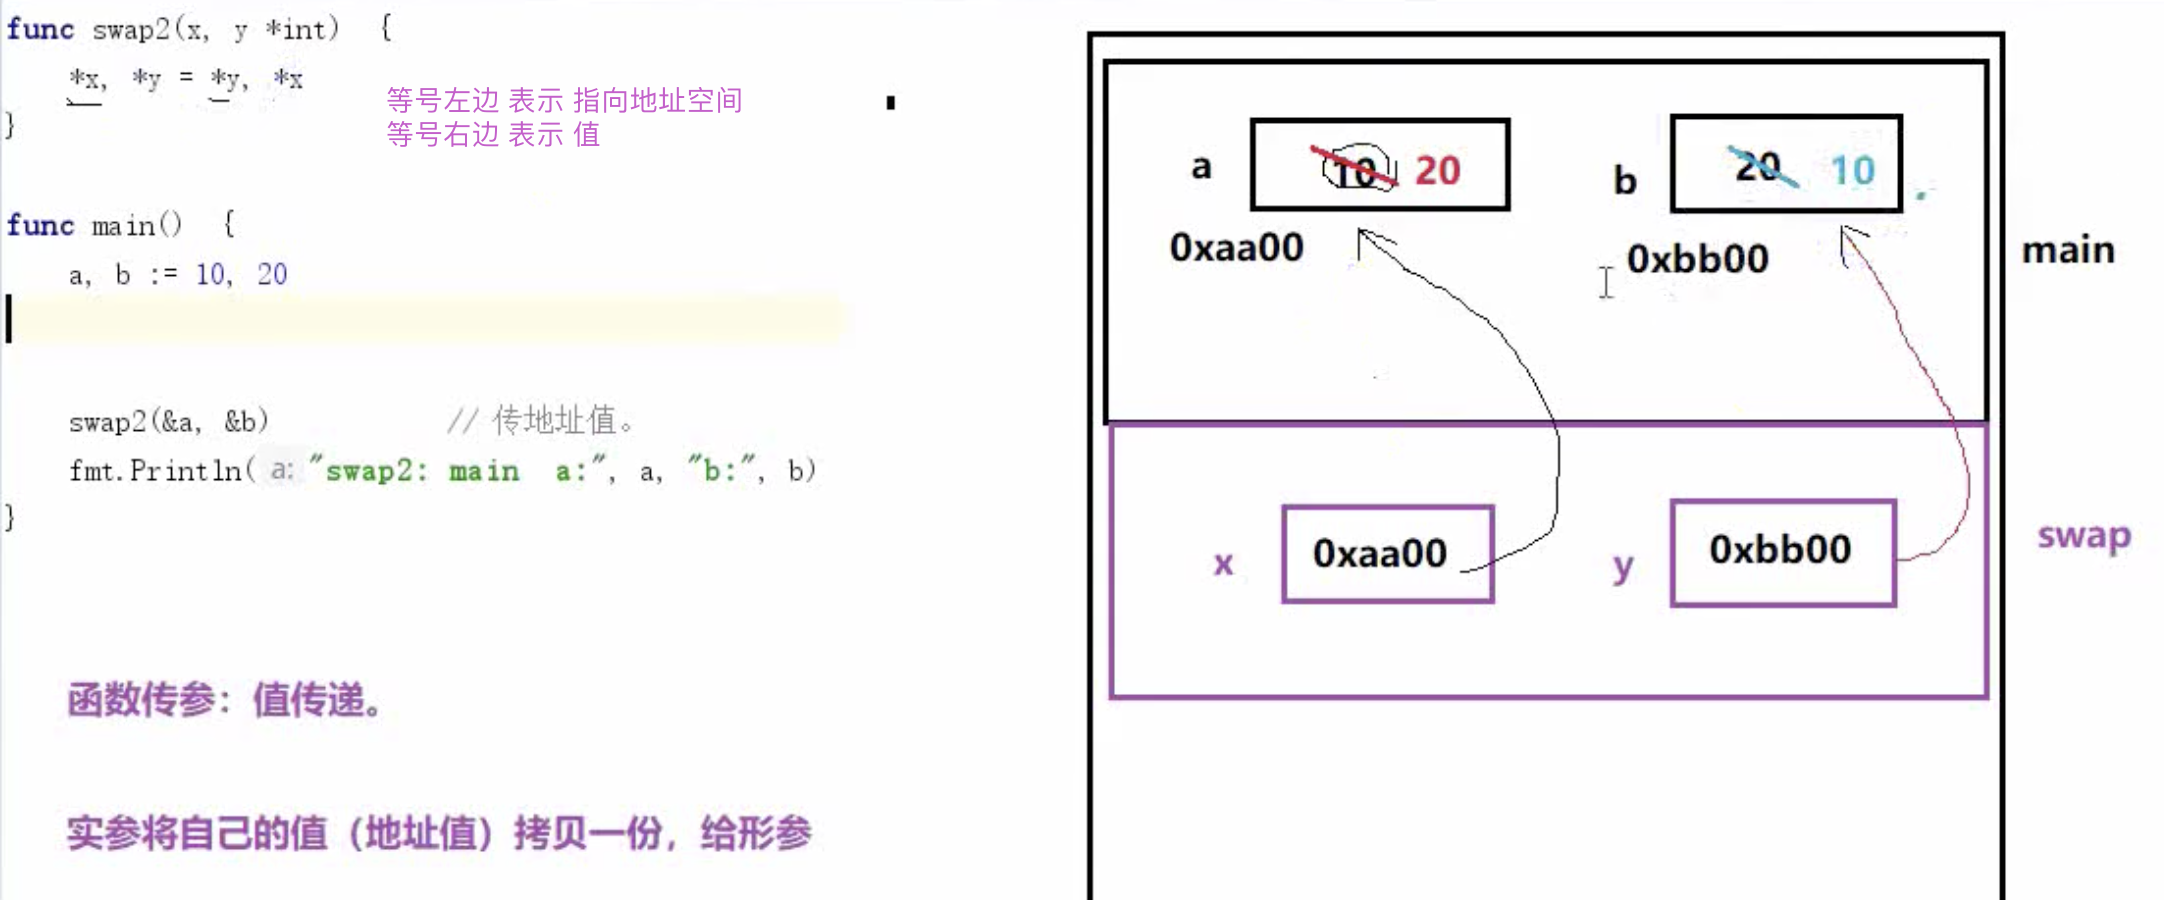 func swap2(x, y *int) {
*x, *y = *y, *x
}
等号左边 表示 指向地址空间
等号右边 表示 值
func main() {
a, b := 10, 20
swap2(&a, &b) // 传地址值。
fmt.Println( a: "swap2: main a:", a, "b:", b)
}
函数传参：值传递。
实参将自己的值（地址值）拷贝一份，给形参
a 10 20
0xaa00
b 20 10
0xbb00
main
x 0xaa00
y 0xbb00
swap